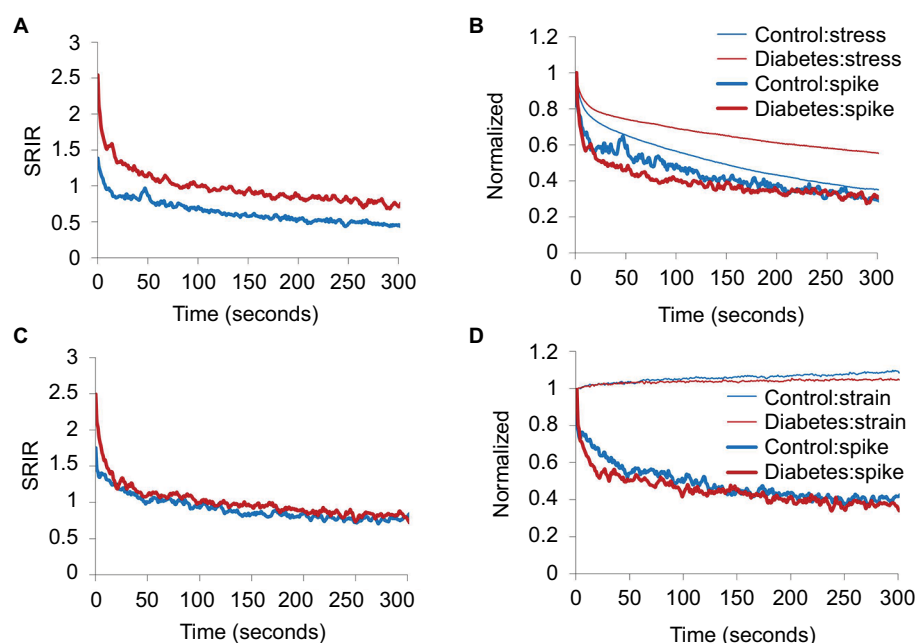 A
3
2.5
2
1.5
1
0.5
0
SRIR
0 50 100 150 200 250 300
Time (seconds)
B
1.2
1
0.8
0.6
0.4
0.2
0
Normalized
Control:stress
Diabetes:stress
Control:spike
Diabetes:spike
0 50 100 150 200 250 300
Time (seconds)
C
3
2.5
2
1.5
1
0.5
0
SRIR
0 50 100 150 200 250 300
Time (seconds)
D
1.2
1
0.8
0.6
0.4
0.2
0
Normalized
Control:strain
Diabetes:strain
Control:spike
Diabetes:spike
0 50 100 150 200 250 300
Time (seconds)